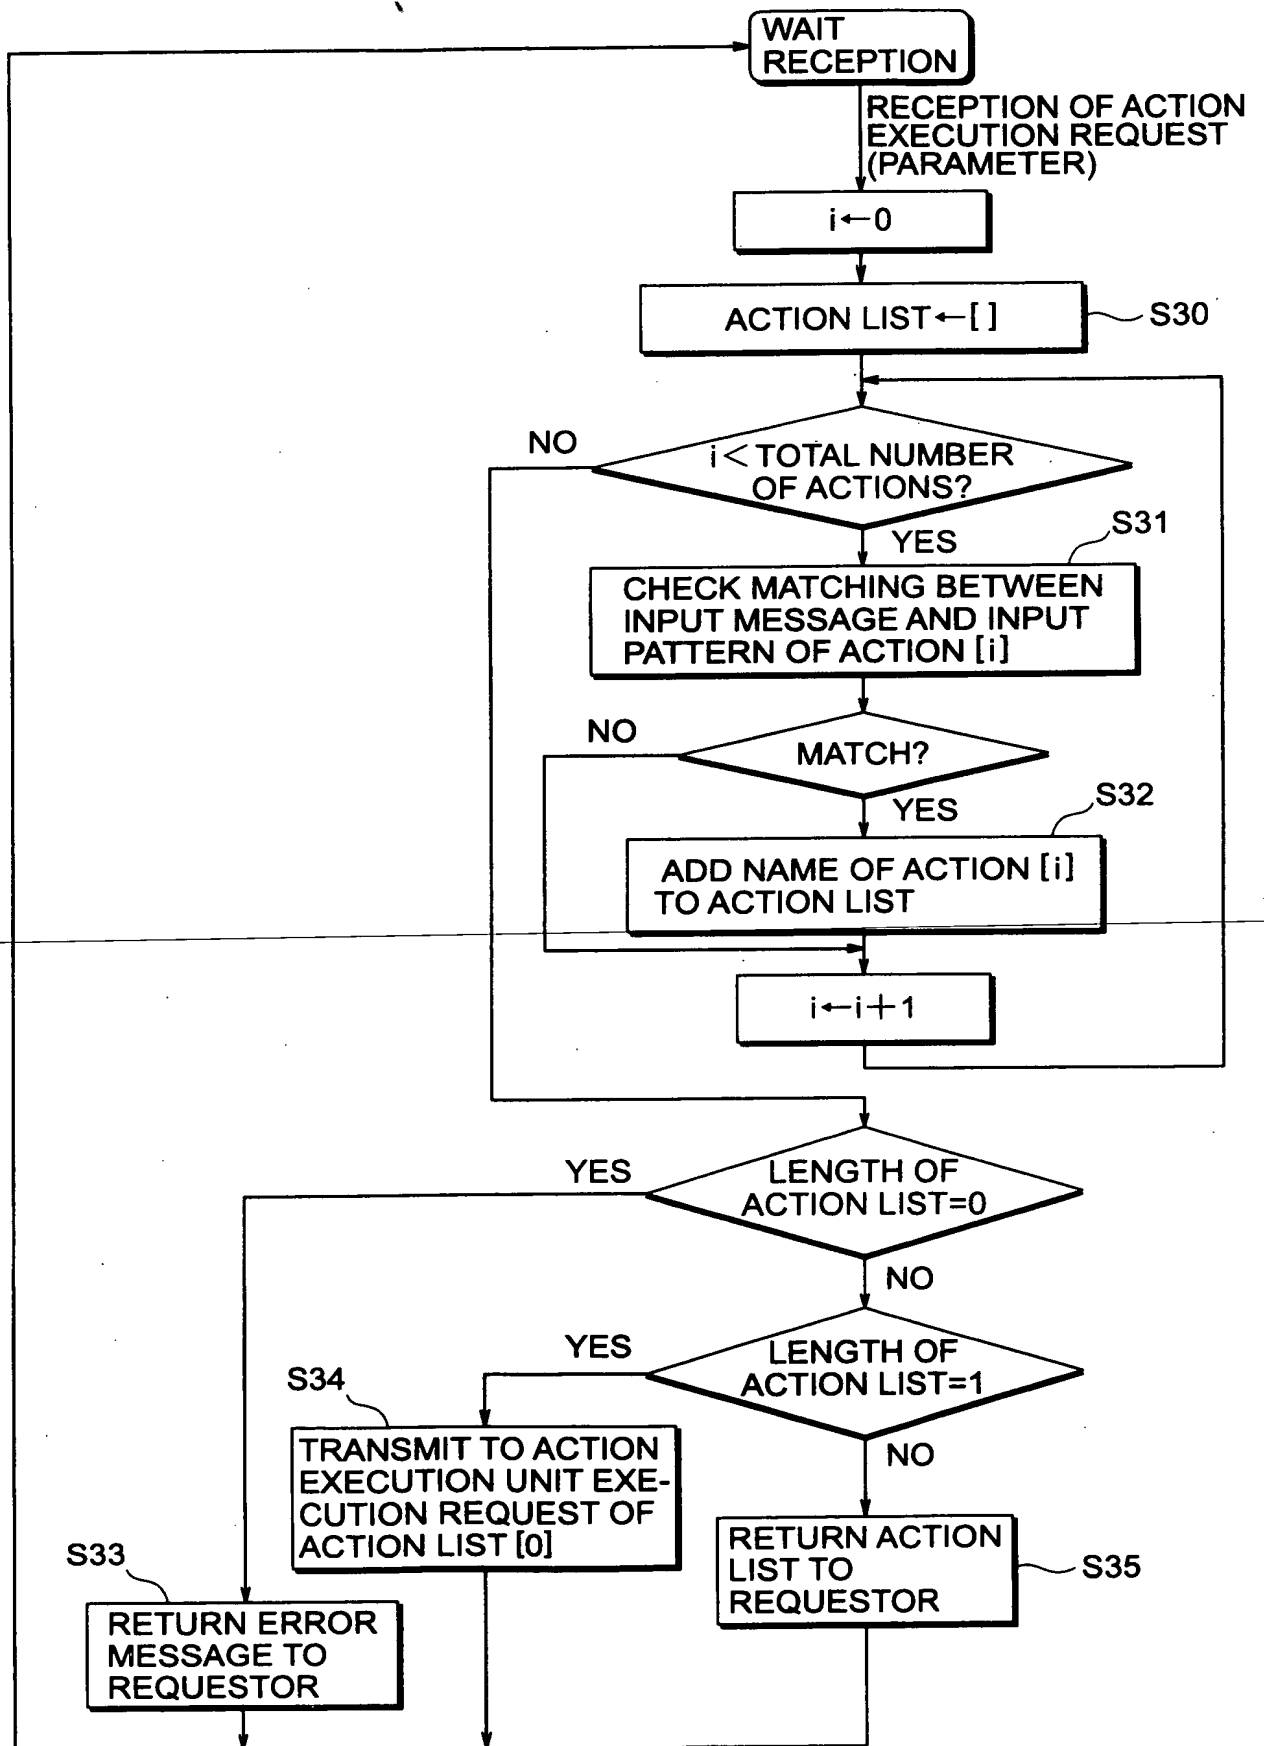 WAIT
RECEPTION
RECEPTION OF ACTION
EXECUTION REQUEST
(PARAMETER)
i←0
ACTION LIST←[ ]
S30
NO
i<TOTAL NUMBER
OF ACTIONS?
YES
S31
CHECK MATCHING BETWEEN
INPUT MESSAGE AND INPUT
PATTERN OF ACTION [i]
NO
MATCH?
YES
S32
ADD NAME OF ACTION [i]
TO ACTION LIST
i←i+1
YES
LENGTH OF
ACTION LIST=0
NO
YES
LENGTH OF
ACTION LIST=1
NO
S34
TRANSMIT TO ACTION
EXECUTION UNIT EXE-
CUTION REQUEST OF
ACTION LIST [0]
RETURN ACTION
LIST TO
REQUESTOR
S35
S33
RETURN ERROR
MESSAGE TO
REQUESTOR